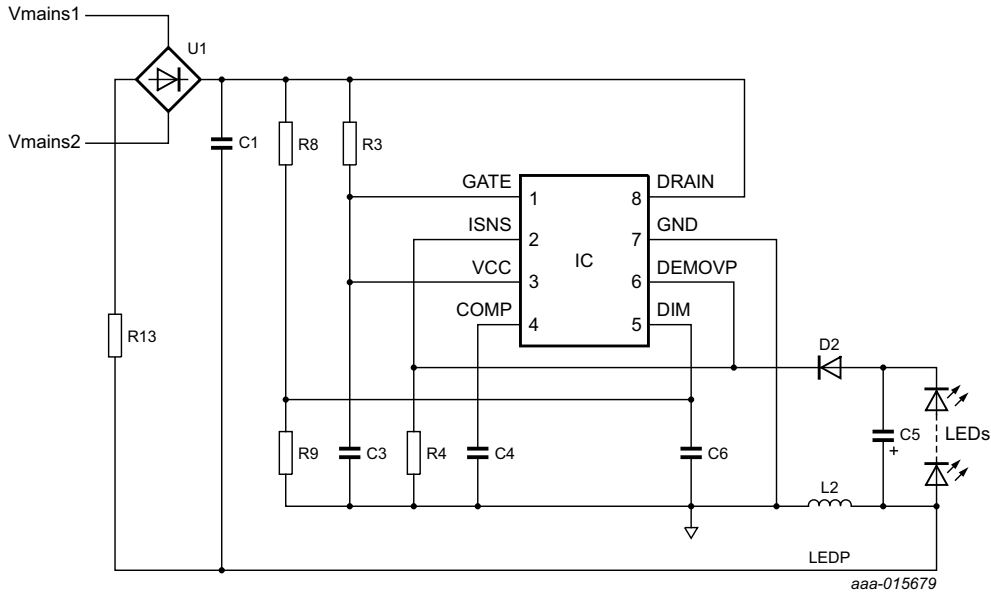 Vmains1
U1
Vmains2
C1
R8
R3
GATE
DRAIN
1
8
ISNS
GND
2
7
IC
VCC
DEMOVP
3
6
COMP
DIM
4
5
R13
D2
R9
C3
R4
C4
C6
C5
+
LEDs
L2
LEDP
aaa-015679